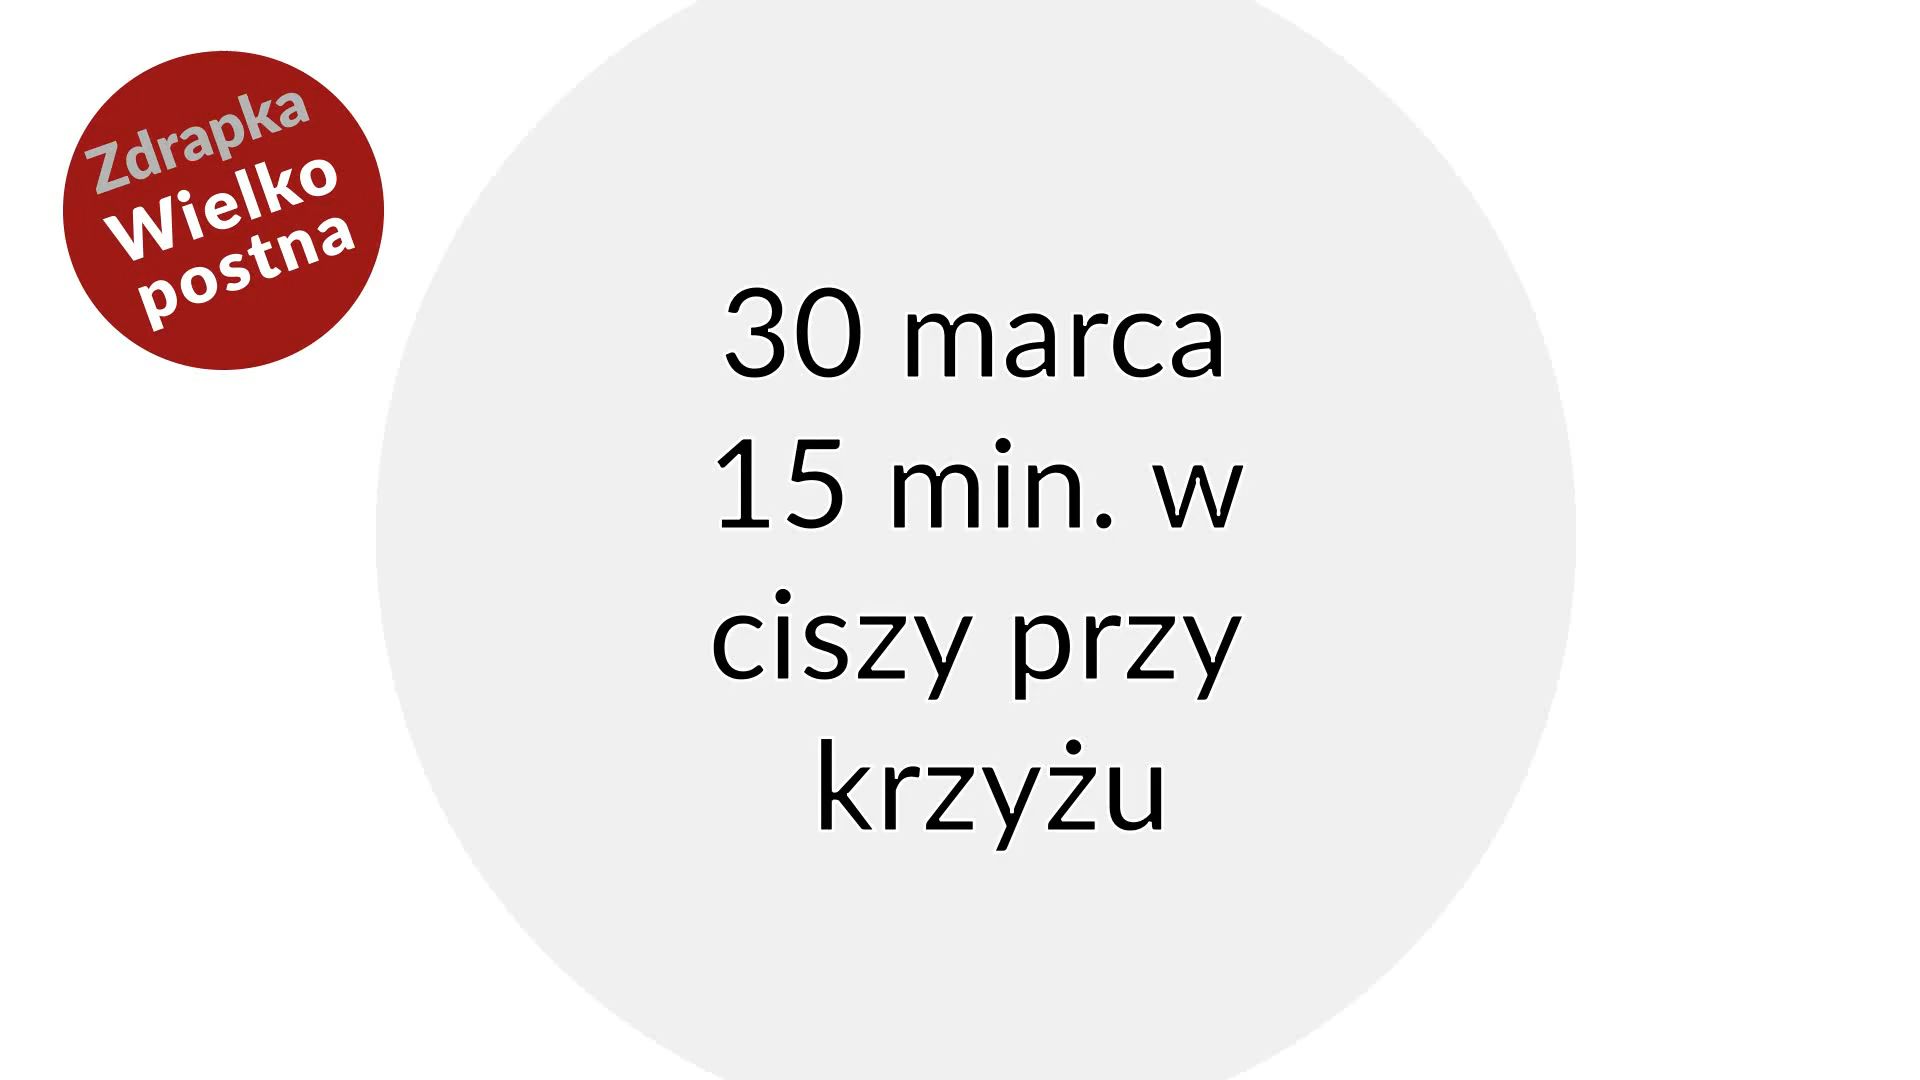 Zdrapka
Wielko
postna
30 marca
15 min. w
ciszy przy
krzyżu